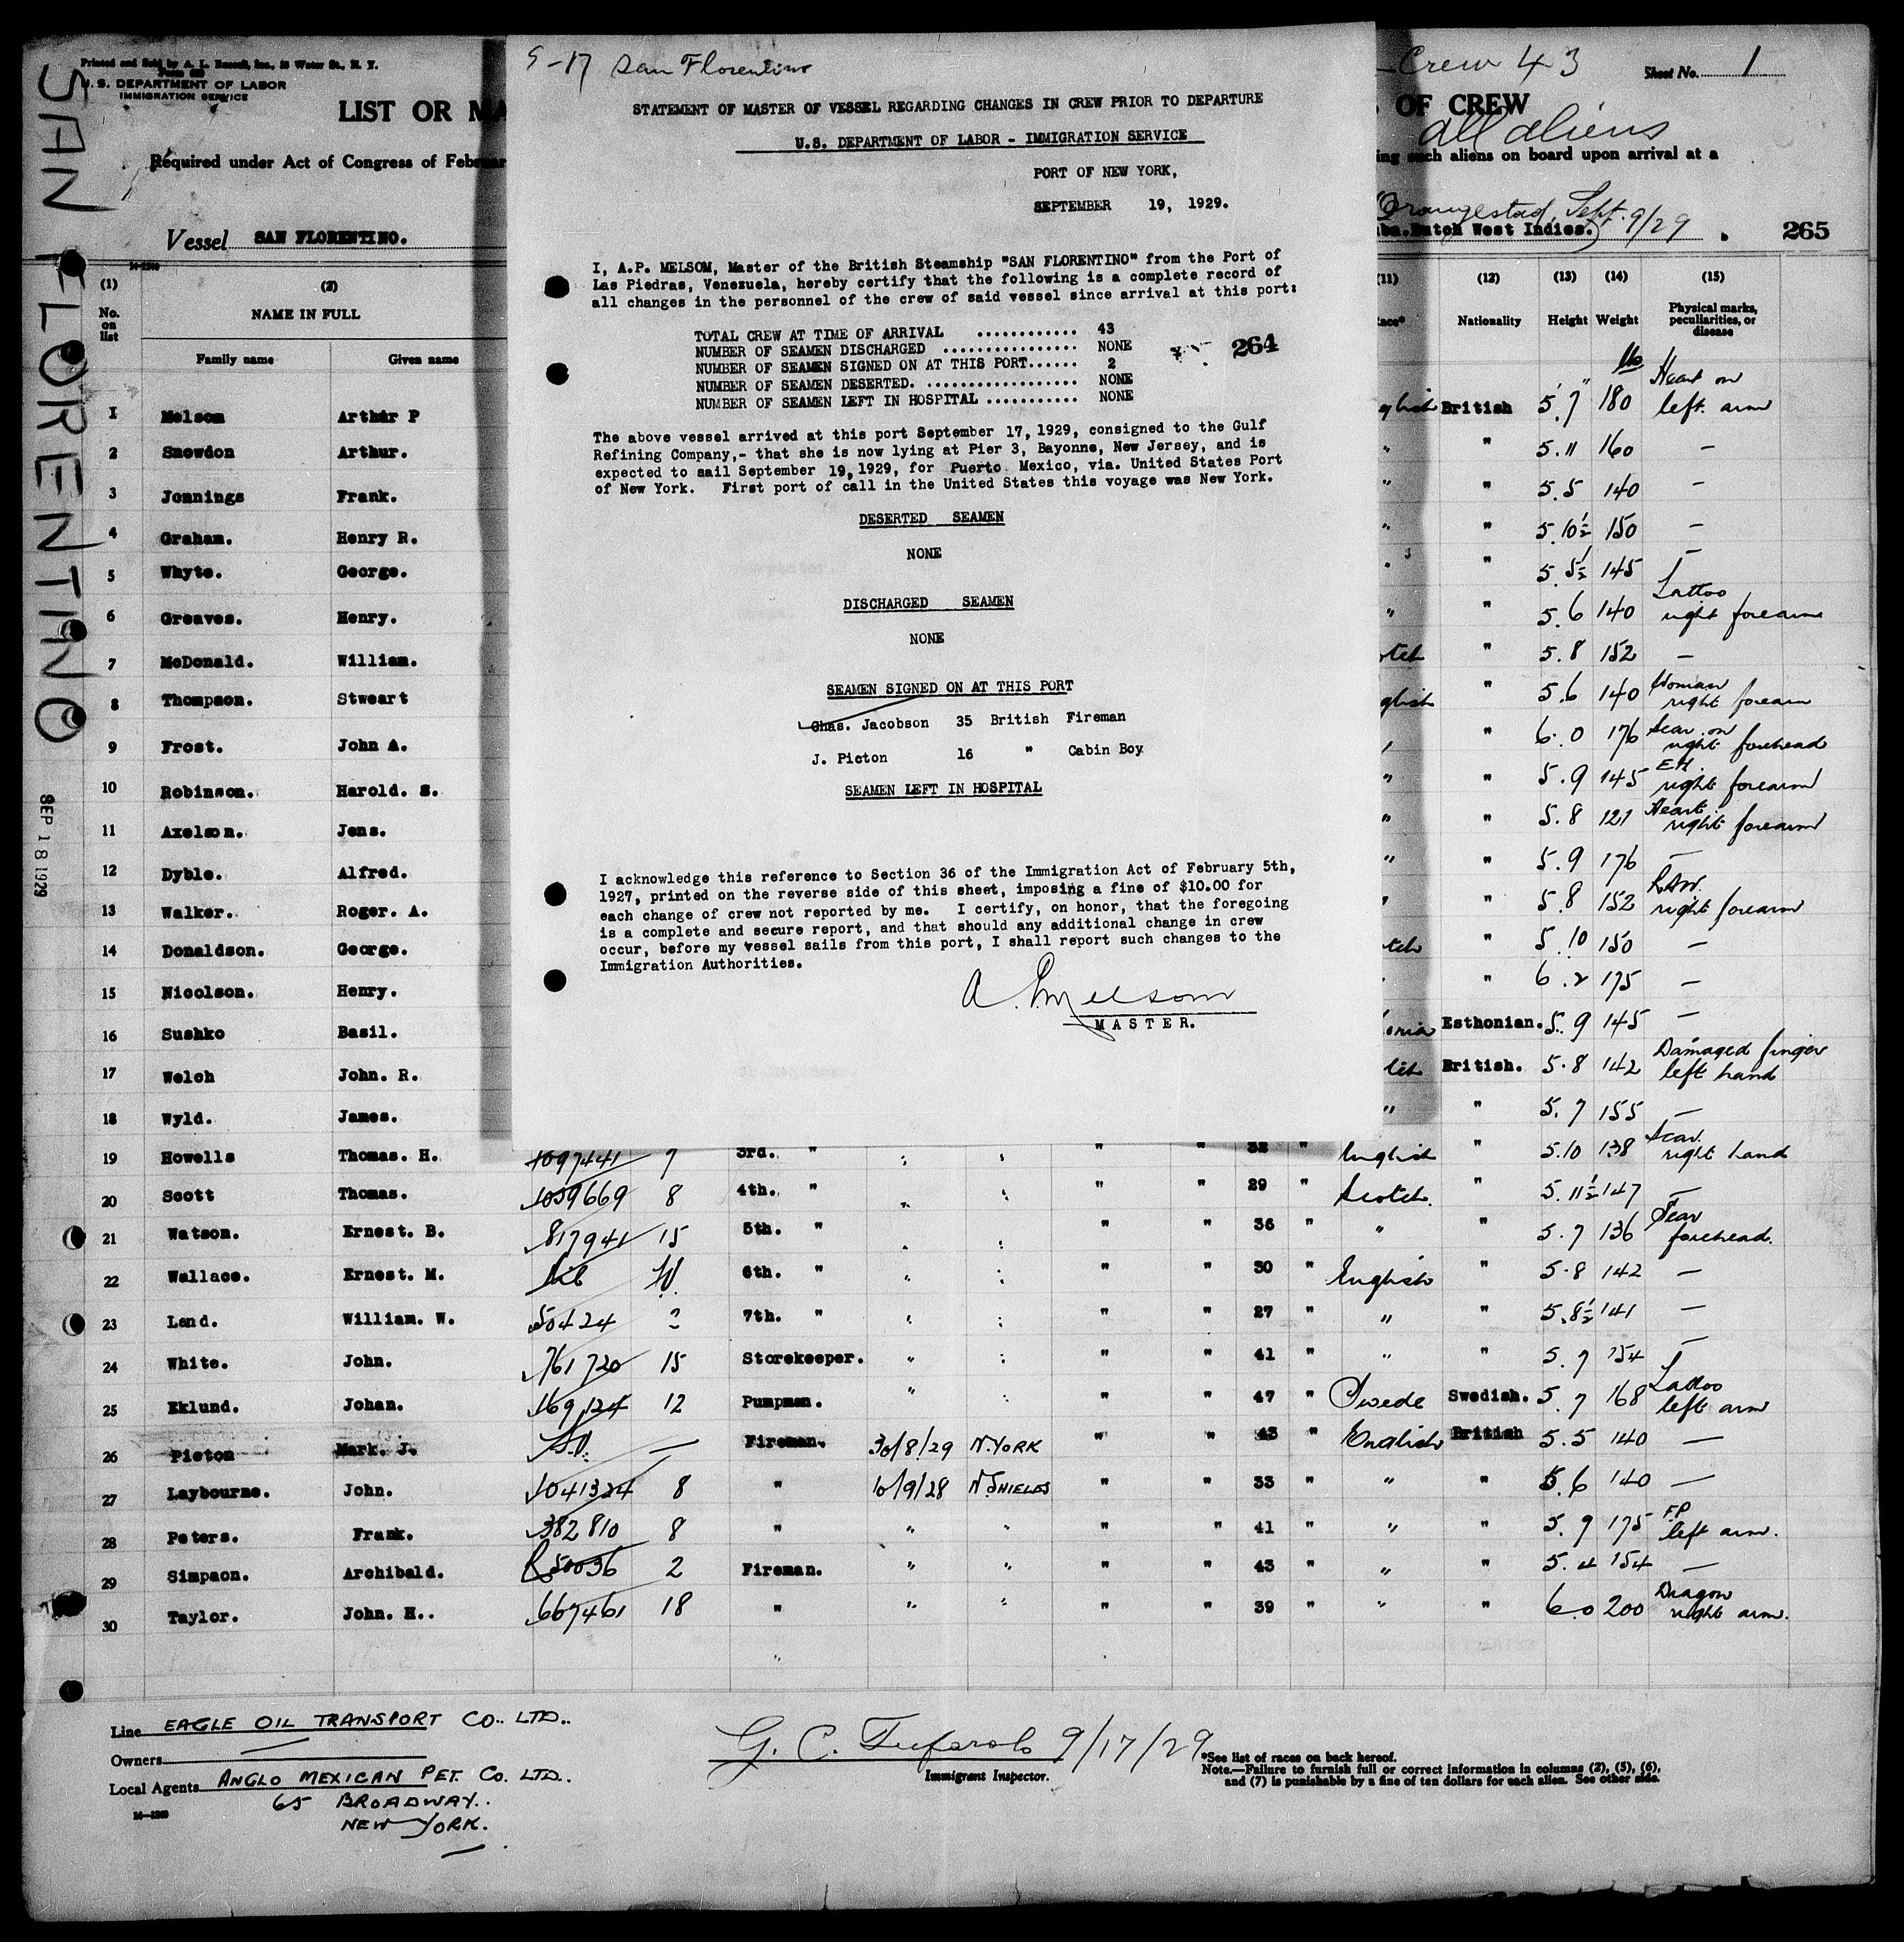 Printed and Sold by A. L. Russell, Inc., 16 Water St., N. Y.
U. S. DEPARTMENT OF LABOR
IMMIGRATION SERVICE
LIST OR MA
Required under Act of Congress of Februar
Vessel SAN FLORENTINO.
SAN FLORENTINO
SEP 18 1929
9-17 San Florentino
STATEMENT OF MASTER OF VESSEL REGARDING CHANGES IN CREW PRIOR TO DEPARTURE
U.S. DEPARTMENT OF LABOR - IMMIGRATION SERVICE
PORT OF NEW YORK,
SEPTEMBER 19, 1929.
I, A.P. MELSOM, Master of the British Steamship "SAN FLORENTINO" from the Port of
Las Piedras, Venezuela, hereby certify that the following is a complete record of
all changes in the personnel of the crew of said vessel since arrival at this port:
TOTAL CREW AT TIME OF ARRIVAL ............. 43
NUMBER OF SEAMEN DISCHARGED ................. NONE
NUMBER OF SEAMEN SIGNED ON AT THIS PORT...... 2
NUMBER OF SEAMEN DESERTED. ................... NONE
NUMBER OF SEAMEN LEFT IN HOSPITAL ........... NONE
264
The above vessel arrived at this port September 17, 1929, consigned to the Gulf
Refining Company,- that she is now lying at Pier 3, Bayonne, New Jersey, and is
expected to sail September 19, 1929, for Puerto Mexico, via. United States Port
of New York. First port of call in the United States this voyage was New York.
DESERTED SEAMEN
NONE
DISCHARGED SEAMEN
NONE
SEAMEN SIGNED ON AT THIS PORT
Chas. Jacobson 35 British Fireman
J. Picton 16 " Cabin Boy
SEAMEN LEFT IN HOSPITAL
I acknowledge this reference to Section 36 of the Immigration Act of February 5th,
1927, printed on the reverse side of this sheet, imposing a fine of $10.00 for
each change of crew not reported by me. I certify, on honor, that the foregoing
is a complete and secure report, and that should any additional change in crew
occur, before my vessel sails from this port, I shall report such changes to the
Immigration Authorities.
A. P. Melsom
MASTER.
Crew 43 Sheet No. 1
OF CREW
all aliens
ing such aliens on board upon arrival at a
Orangestad, Sept. 9/29
ba.Dutch West Indies. 265
(1) (2) (11) (12) (13) (14) (15)
No. on list NAME IN FULL Nationality Height Weight Physical marks, peculiarities, or disease
Family name Given name
1 Melsom Arthur P glish British 5.7 180 Heart on left arm
2 Snowdon Arthur. " " 5.11 160 —
3 Jennings Frank. " " 5.5 140 —
4 Graham. Henry R. " " 5.10½ 150 —
5 Whyte. George. " " 5.5½ 145 —
6 Greaves. Henry. " " 5.6 140 Tattoo right forearm
7 McDonald. William. otch " 5.8 152 —
8 Thompson. Stweart glish " 5.6 140 Woman right forearm
9 Frost. John A. " " 6.0 176 Scar on right forehead
10 Robinson. Harold. S. " " 5.9 145 E.H. right forearm
11 Axelson. Jens. " " 5.8 121 Heart right forearm
12 Dyble. Alfred. " " 5.9 176 —
13 Walker. Roger. A. " " 5.8 152 R.A.W. right forearm
14 Donaldson. George. tch " 5.10 150 —
15 Nicolson. Henry. " " 6.2 175 —
16 Sushko Basil. onia Esthonian. 5.9 145 —
17 Welch John. R. lish British. 5.8 142 Damaged finger left hand
18 Wyld. James. " " 5.7 155 —
19 Howells Thomas. H. 1097441 7 3rd. " " " 32 " English " 5.10 138 Scar right hand
20 Scott Thomas. 1059669 8 4th. " " " 29 " Scotch. " 5.11½ 147 —
21 Watson. Ernest. B. 817941 15 5th. " " " 36 " " " 5.7 136 Scar forehead.
22 Wallace. Ernest. M. Nil 6th. " " " 30 " English " 5.8 142 —
23 Lend. William. W. 50424 2 7th. " " " 27 " " " 5.8½ 141 —
24 White. John. 761720 15 Storekeeper. " " " 41 " " " 5.7 154 —
25 Eklund. Johan. 169124 12 Pumpman. " " " 47 " Swede Swedish. 5.7 168 Tattoo left arm
26 Picton Mark. J. — Fireman. 30/8/29 N.YORK " " 43 " English British 5.5 140 —
27 Laybourne. John. 1041324 8 " 10/9/28 N.SHIELDS " " 33 " " " 5.6 140 —
28 Peters. Frank. 382810 8 " " " " " 41 " " " 5.9 175 F.P. left arm.
29 Simpson. Archibald. R50036 2 Fireman. " " " " 43 " " " 5.4 154 —
30 Taylor. John. H.. 667461 18 " " " " " 39 " " " 6.0 200 Dragon right arm.
Line EAGLE OIL TRANSPORT CO.. LTD..
Owners —
Local Agents ANGLO MEXICAN PET. CO. LTD..
65 BROADWAY..
NEW YORK.
9/17/29
Immigrant Inspector.
*See list of races on back hereof.
Note.—Failure to furnish full or correct information in columns (2), (5), (6),
and (7) is punishable by a fine of ten dollars for each alien. See other side.